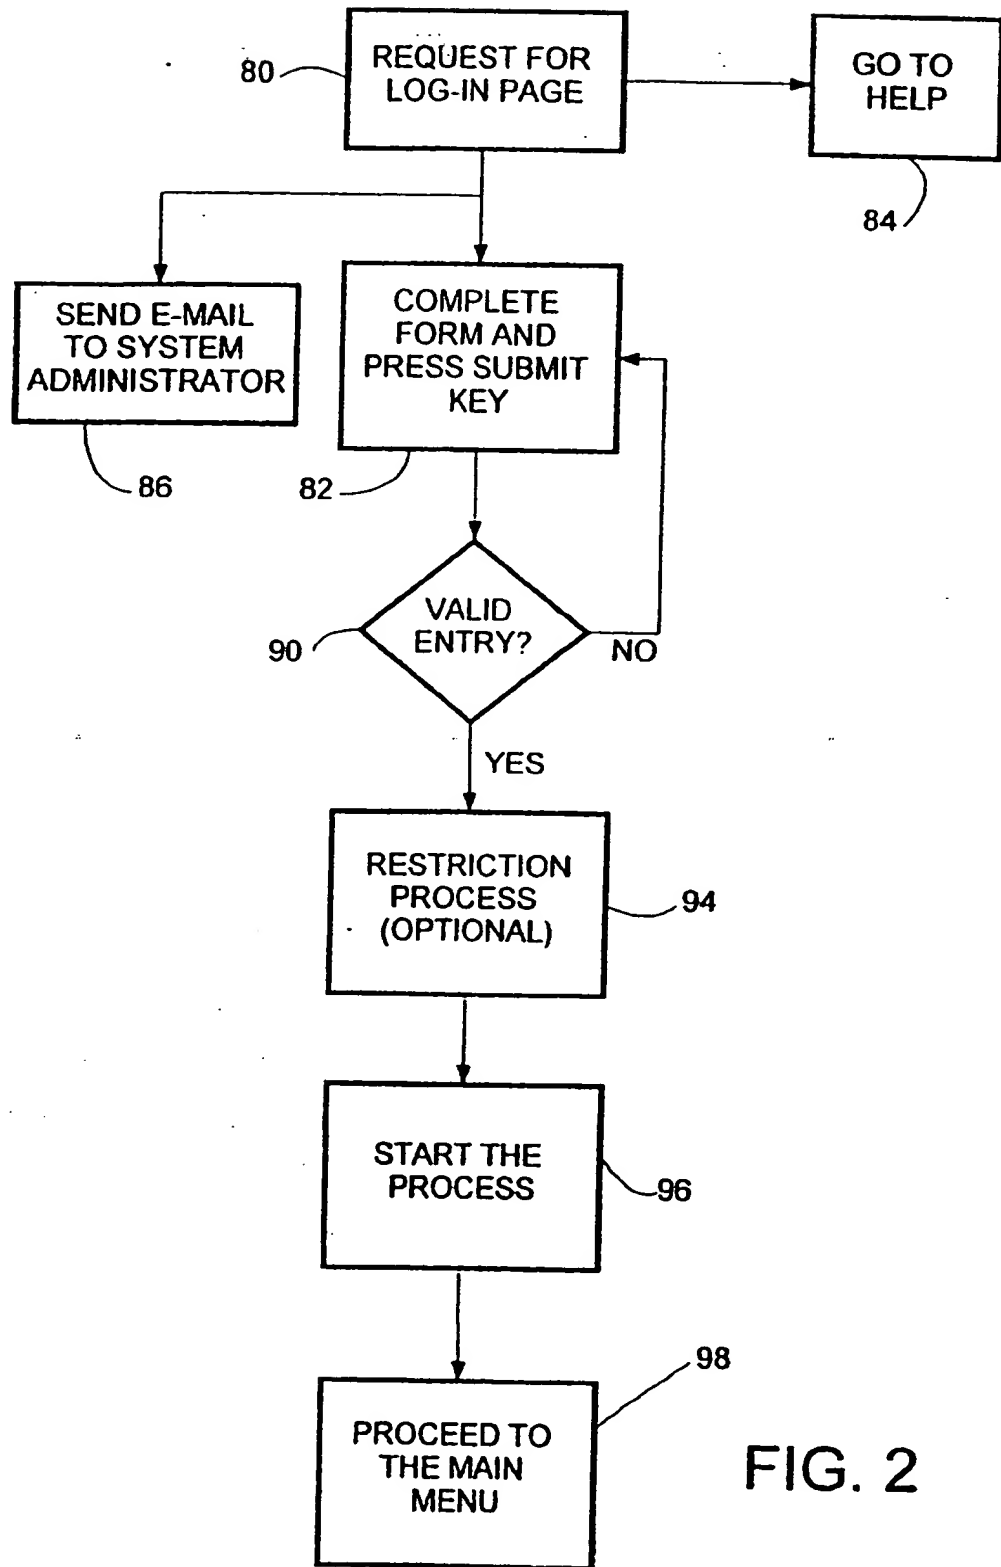 80
REQUEST FOR
LOG-IN PAGE
GO TO
HELP
84
SEND E-MAIL
TO SYSTEM
ADMINISTRATOR
86
COMPLETE
FORM AND
PRESS SUBMIT
KEY
82
VALID
ENTRY?
90
NO
YES
RESTRICTION
PROCESS
(OPTIONAL)
94
START THE
PROCESS
96
98
PROCEED TO
THE MAIN
MENU
FIG. 2